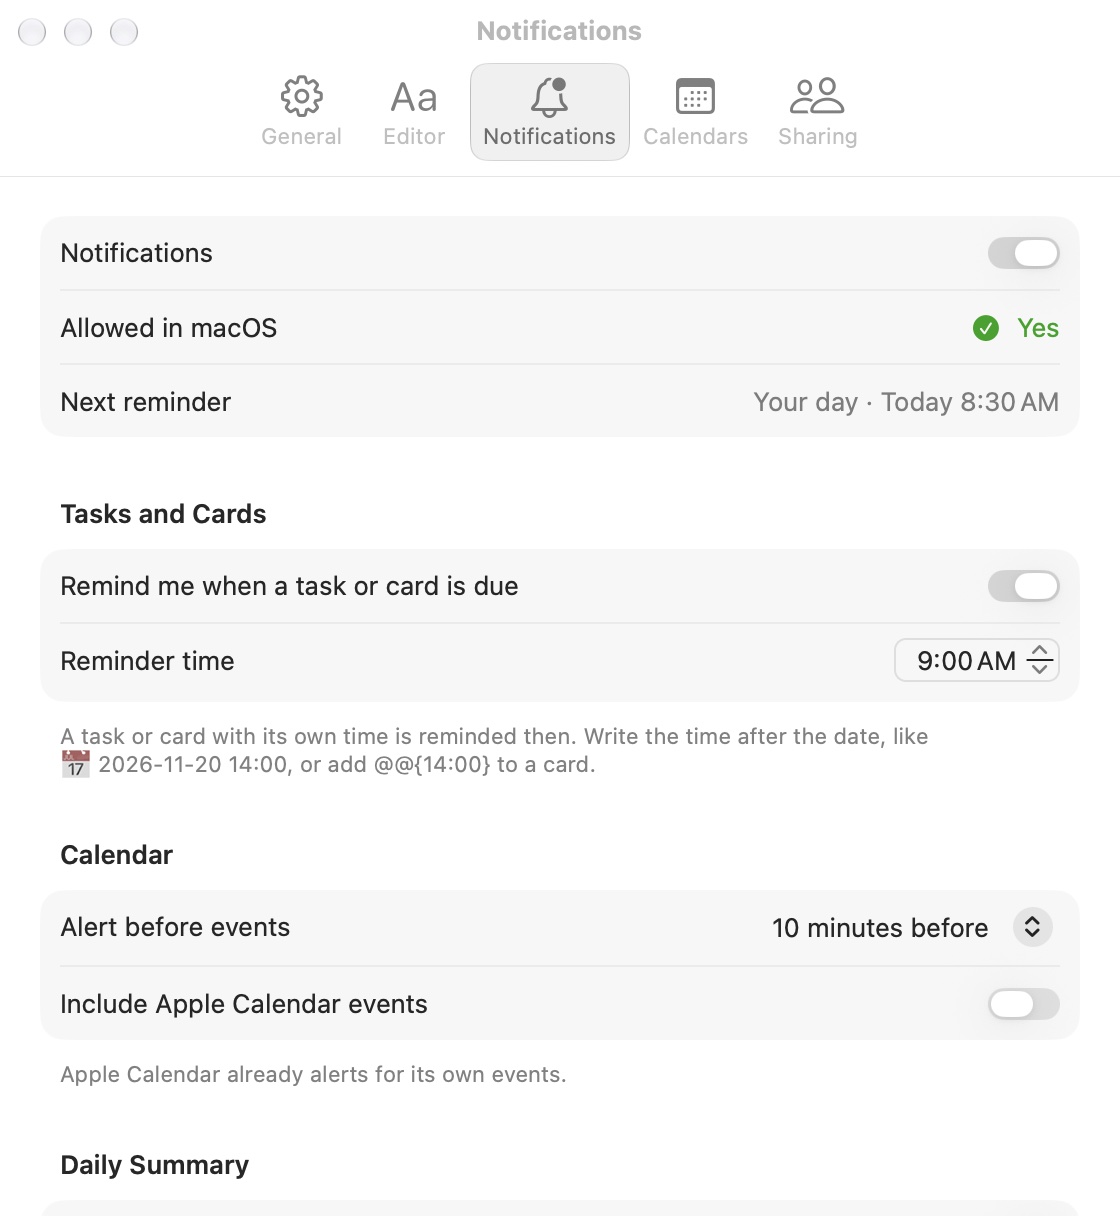 Notifications
General
Editor
Notifications
Calendars
Sharing
Notifications
Allowed in macOS
Yes
Next reminder
Your day · Today 8:30 AM
Tasks and Cards
Remind me when a task or card is due
Reminder time
9:00 AM
A task or card with its own time is reminded then. Write the time after the date, like
📅 2026-11-20 14:00, or add @@{14:00} to a card.
Calendar
Alert before events
10 minutes before
Include Apple Calendar events
Apple Calendar already alerts for its own events.
Daily Summary